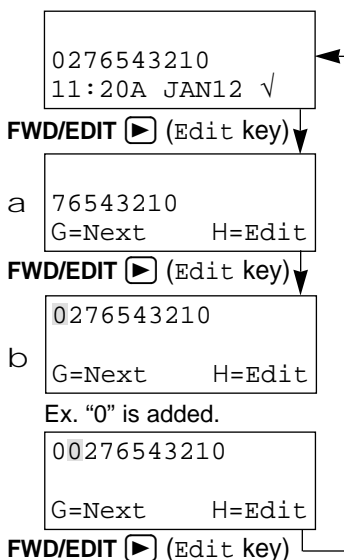 0276543210
11:20A JAN12 √
FWD/EDIT (Edit key)
a
76543210
G=Next H=Edit
FWD/EDIT (Edit key)
0276543210
b
G=Next H=Edit
Ex. “0” is added.
00276543210
G=Next H=Edit
FWD/EDIT (Edit key)